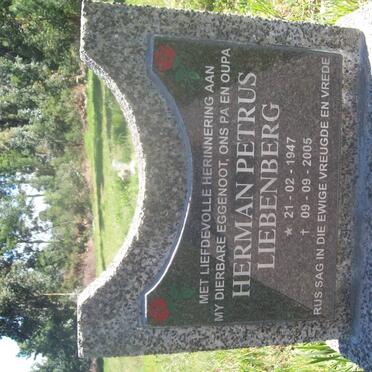 MET LIEFDEVOLLE HERINNERING AAN
MY DIERBARE EGGENOOT, ONS PA EN OUPA
HERMAN PETRUS
LIEBENBERG
★ 21 - 02 - 1947
✝ 09 - 09 - 2005
RUS SAG IN DIE EWIGE VREUGDE EN VREDE